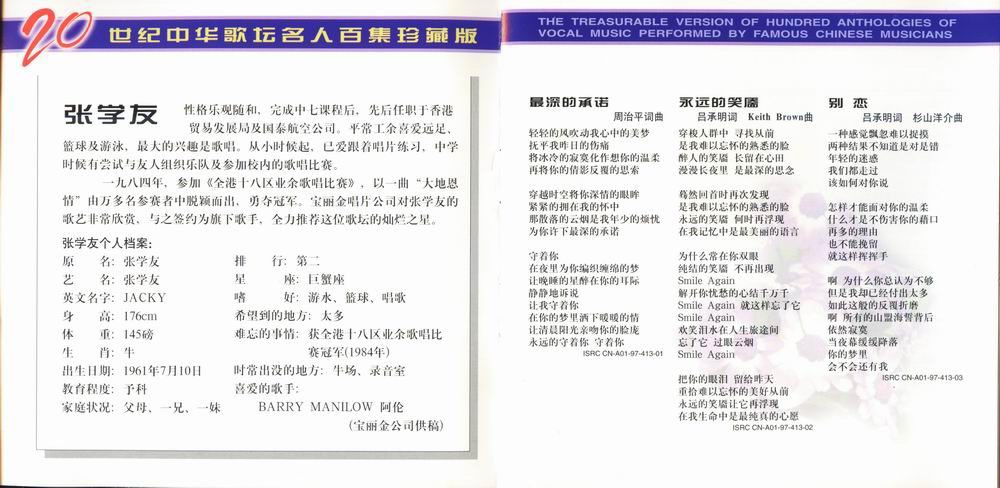 20世纪中华歌坛名人百集珍藏版
张学友 性格乐观随和，完成中七课程后，先后任职于香港
贸易发展局及国泰航空公司。平常工余喜爱远足、
篮球及游泳，最大的兴趣是歌唱。从小时候起，已爱跟着唱片练习，中学
时候有尝试与友人组织乐队及参加校内的歌唱比赛。
一九八四年，参加《全港十八区业余歌唱比赛》，以一曲“大地恩
情”由万多名参赛者中脱颖而出、勇夺冠军。宝丽金唱片公司对张学友的
歌艺非常欣赏，与之签约为旗下歌手，全力推荐这位歌坛的灿烂之星。
张学友个人档案：
原　　名：张学友　排　　行：第二
艺　　名：张学友　星　　座：巨蟹座
英文名字：JACKY　嗜　　好：游水、篮球、唱歌
身　　高：176cm　希望到的地方：太多
体　　重：145磅　难忘的事情：获全港十八区业余歌唱比
生　　肖：牛　赛冠军(1984年)
出生日期：1961年7月10日　时常出没的地方：牛场、录音室
教育程度：予科　喜爱的歌手：
家庭状况：父母、一兄、一妹　BARRY MANILOW 阿伦
(宝丽金公司供稿)
THE TREASURABLE VERSION OF HUNDRED ANTHOLOGIES OF
VOCAL MUSIC PERFORMED BY FAMOUS CHINESE MUSICIANS
最深的承诺
周治平词曲
轻轻的风吹动我心中的美梦
抚平我昨日的伤痛
将冰冷的寂寞化作想你的温柔
再将你的倩影反覆的思索
穿越时空将你深情的眼眸
紧紧的拥在我的怀中
那散落的云烟是我年少的烦忧
为你许下最深的承诺
守着你
在夜里为你编织缠绵的梦
让晚睡的星醉在你的耳际
静静地诉说
让我守着你
在你的梦里洒下暖暖的情
让清晨阳光亲吻你的脸庞
永远的守着你 守着你
ISRC CN-A01-97-413-01
永远的笑靥
吕承明词 Keith Brown曲
穿梭人群中 寻找从前
是我难以忘怀的熟悉的脸
醉人的笑靥 长留在心田
漫漫长夜里 是最深的思念
蓦然回首时再次发现
是我难以忘怀的熟悉的脸
永远的笑靥 何时再浮现
在我记忆中是最美丽的语言
为什么常在你双眼
纯结的笑靥 不再出现
Smile Again
解开你忧愁的心结千万千
Smile Again 就这样忘了它
Smile Again
欢笑泪水在人生旅途间
忘了它 过眼云烟
Smile Again
把你的眼泪 留给昨天
重拾难以忘怀的美好从前
永远的笑靥让它再浮现
在我生命中是最纯真的心愿
ISRC CN-A01-97-413-02
别恋
吕承明词 杉山洋介曲
一种感觉飘忽难以捉摸
两种结果不知道是对是错
年轻的迷惑
我们都走过
该如何对你说
怎样才能面对你的温柔
什么才是不伤害你的藉口
再多的理由
也不能挽留
就这样挥挥手
啊 为什么你总认为不够
但是我却已经付出太多
如此这般的反覆折磨
啊 所有的山盟海誓背后
依然寂寞
当夜幕缓缓降落
你的梦里
会不会还有我
ISRC CN-A01-97-413-03